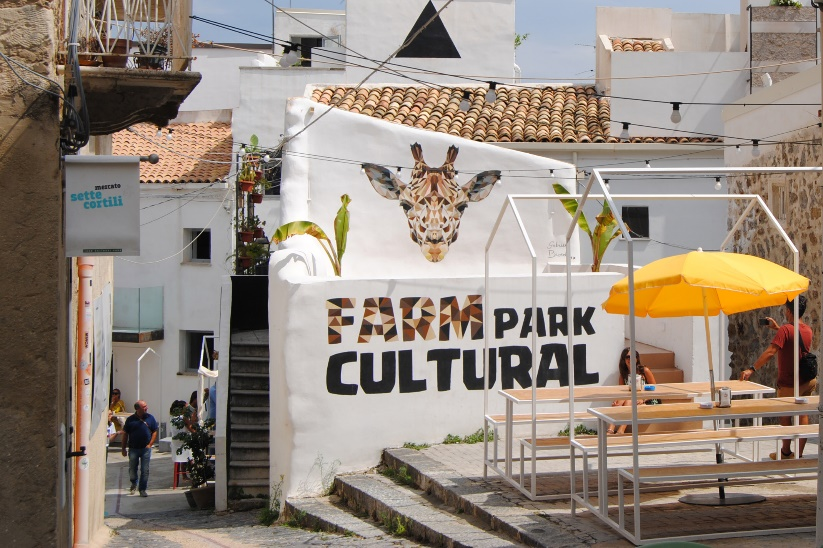 mercato
sette
cortili
FARM PARK
CULTURAL